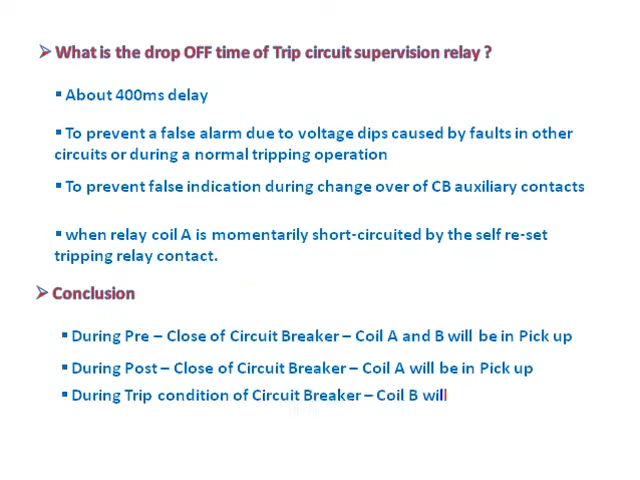 What is the drop OFF time of Trip circuit supervision relay ?
About 400ms delay
To prevent a false alarm due to voltage dips caused by faults in other
circuits or during a normal tripping operation
To prevent false indication during change over of CB auxiliary contacts
when relay coil A is momentarily short-circuited by the self re-set
tripping relay contact.
Conclusion
During Pre – Close of Circuit Breaker – Coil A and B will be in Pick up
During Post – Close of Circuit Breaker – Coil A will be in Pick up
During Trip condition of Circuit Breaker – Coil B will